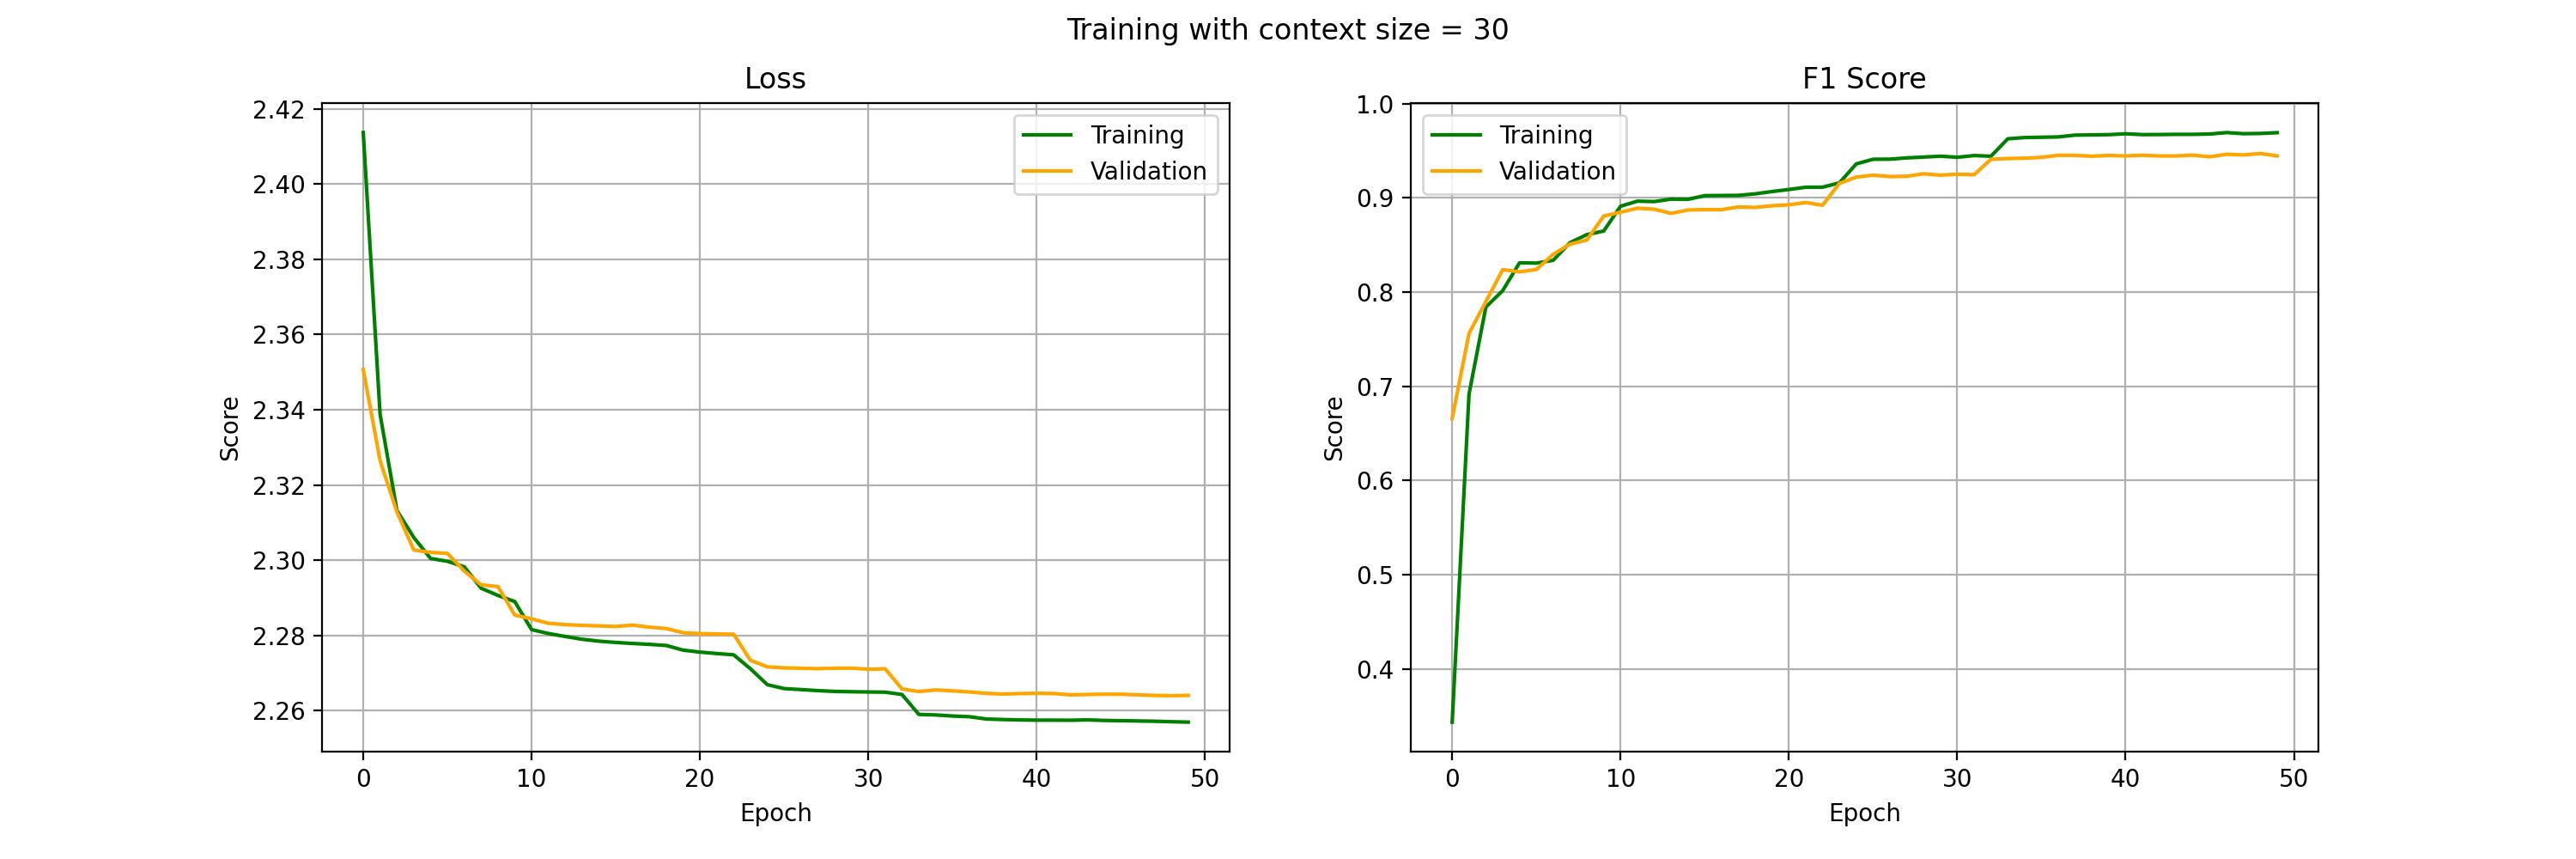 Training with context size = 30
Loss
2.42
2.40
2.38
2.36
2.34
2.32
2.30
2.28
2.26
Score
Training
Validation
0 10 20 30 40 50
Epoch
F1 Score
1.0
0.9
0.8
0.7
0.6
0.5
0.4
Score
Training
Validation
0 10 20 30 40 50
Epoch